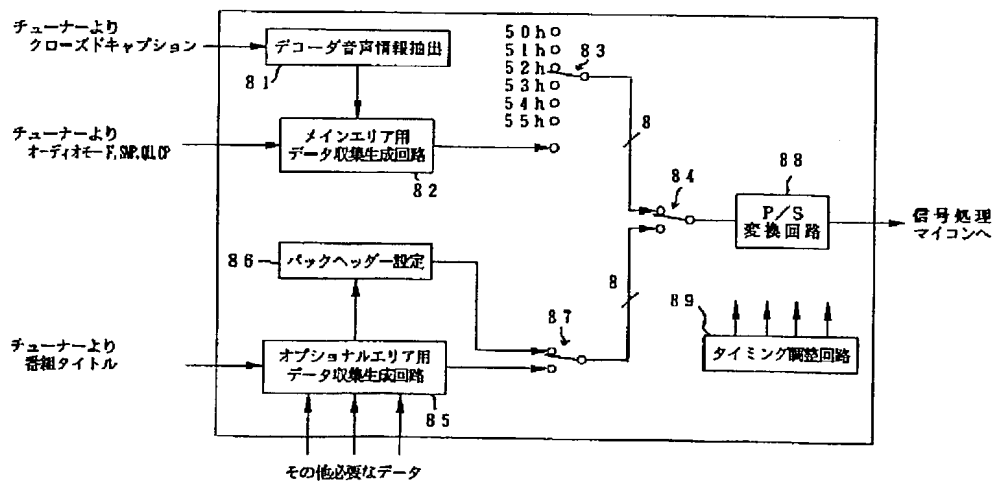 チューナーより
クローズドキャプション
デコーダ音声情報抽出
81
50h
51h
52h
53h
54h
55h
83
チューナーより
オーディオモード,SMP,QU,CP
メインエリア用
データ収集生成回路
82
8
84
88
P/S
変換回路
信号処理
マイコンへ
86
パックヘッダー設定
8
87
89
タイミング調整回路
チューナーより
番組タイトル
オプショナルエリア用
データ収集生成回路
85
その他必要なデータ